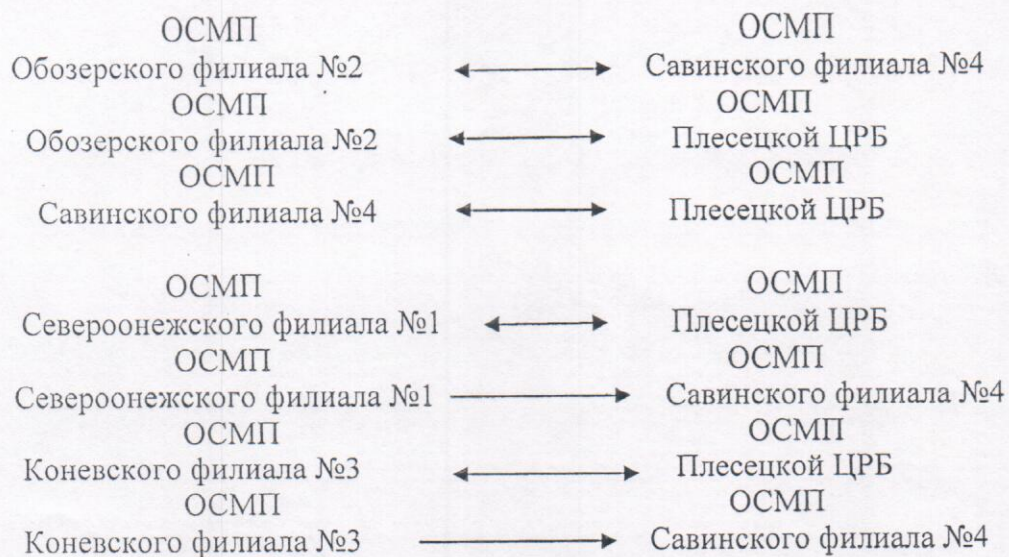 ОСМП ОСМП
Обозерского филиала №2 Савинского филиала №4
ОСМП ОСМП
Обозерского филиала №2 Плесецкой ЦРБ
ОСМП ОСМП
Савинского филиала №4 Плесецкой ЦРБ
ОСМП ОСМП
Североонежского филиала №1 Плесецкой ЦРБ
ОСМП ОСМП
Североонежского филиала №1 Савинского филиала №4
ОСМП ОСМП
Коневского филиала №3 Плесецкой ЦРБ
ОСМП ОСМП
Коневского филиала №3 Савинского филиала №4